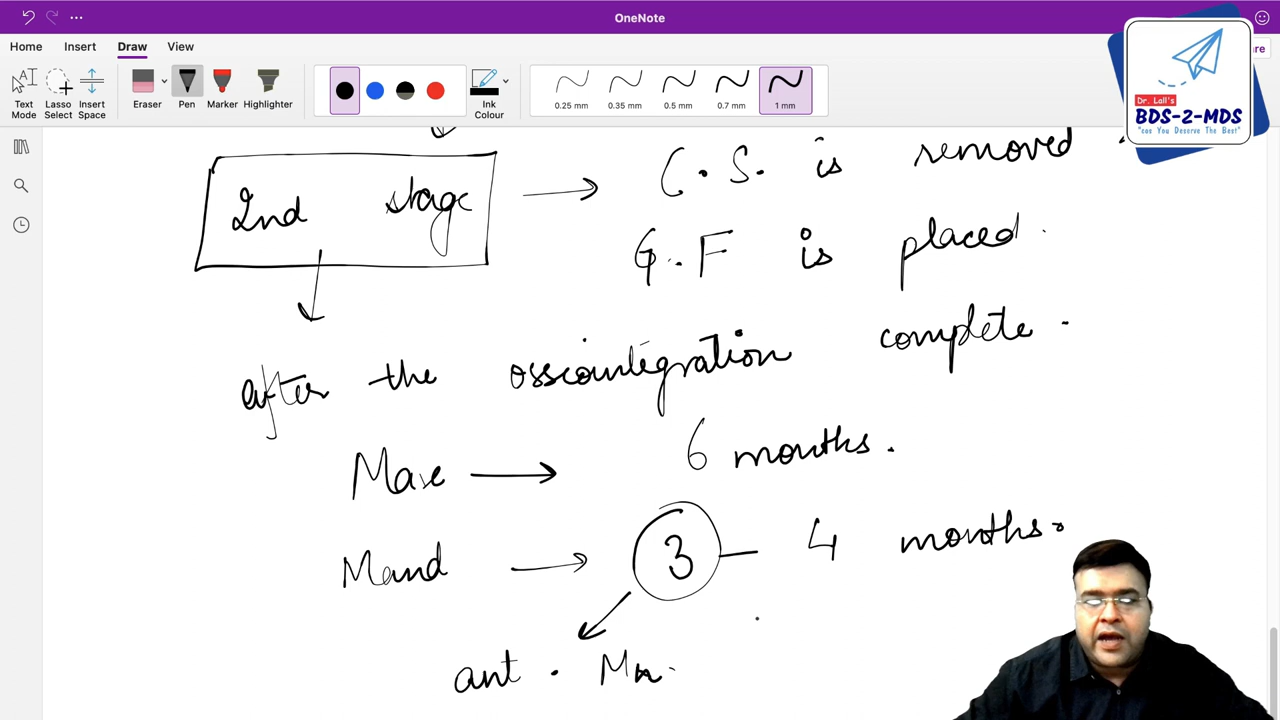 OneNote
Home Insert Draw View
Text Mode
Lasso Select
Insert Space
Eraser
Pen
Marker
Highlighter
Ink Colour
0.25 mm
0.35 mm
0.5 mm
0.7 mm
1 mm
Dr. Lall's
BDS-2-MDS
"cos You Deserve The Best"
2nd stage → C.S. is removed.
G.F is placed.
after the osseointegration complete.
Max → 6 months.
Mand → 3 - 4 months.
ant. Mn